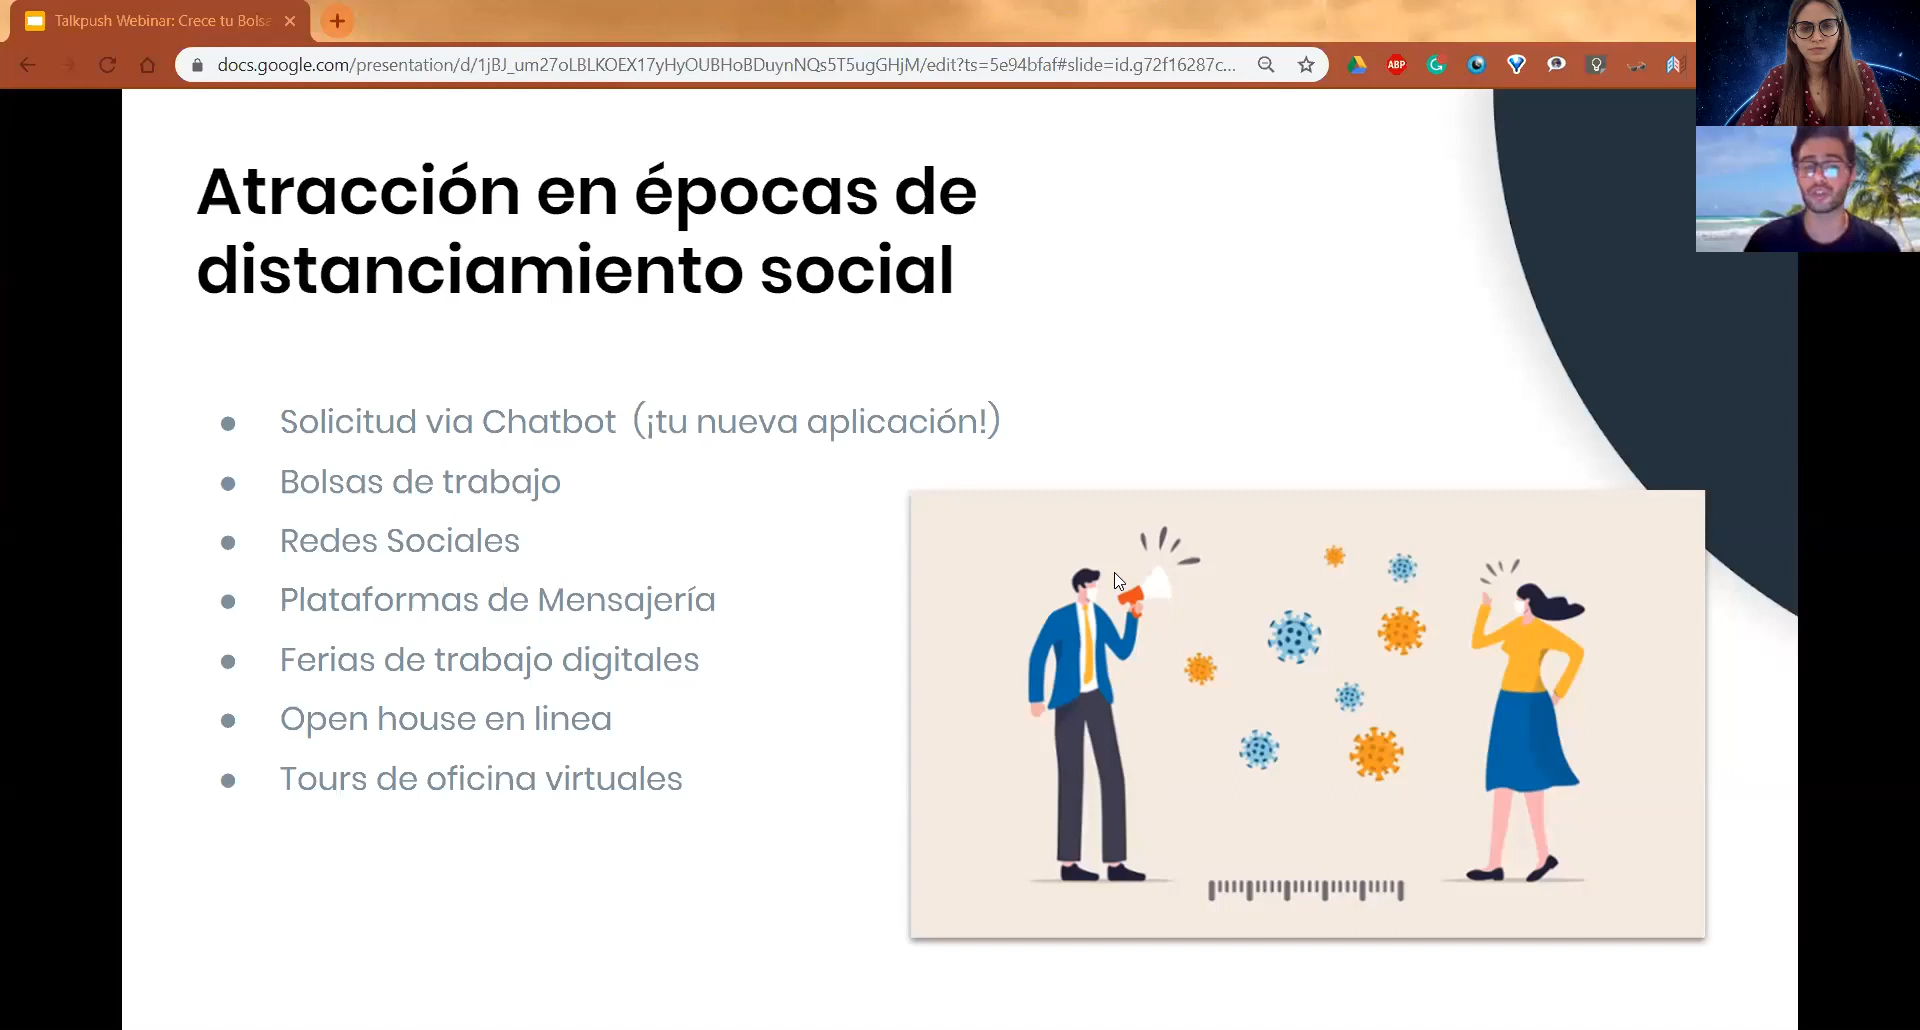 Talkpush Webinar: Crece tu Bolsa
docs.google.com/presentation/d/1jBJ_um27oLBLKOEX17yHyOUBHoBDuynNQs5T5ugGHjM/edit?ts=5e94bfaf#slide=id.g72f16287c...
ABP
Atracción en épocas de
distanciamiento social
Solicitud via Chatbot (¡tu nueva aplicación!)
Bolsas de trabajo
Redes Sociales
Plataformas de Mensajería
Ferias de trabajo digitales
Open house en linea
Tours de oficina virtuales